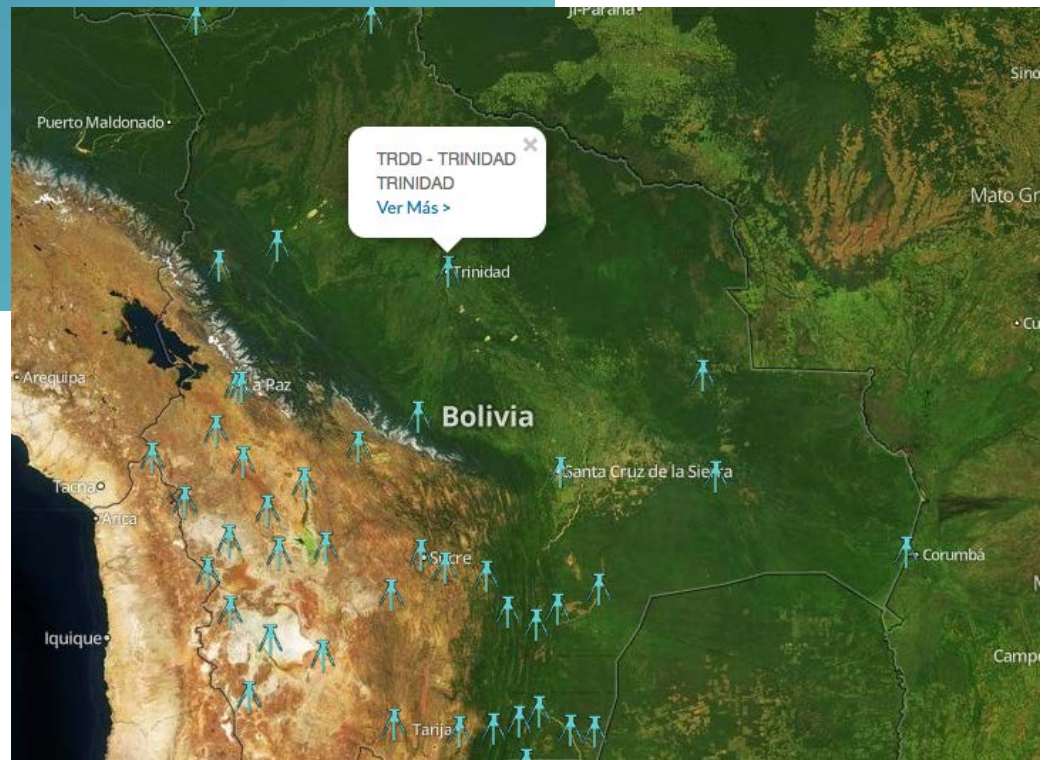 Ji-Paraná
Sino
Puerto Maldonado
TRDD - TRINIDAD
TRINIDAD
Ver Más >
Mato Gr
Trinidad
Cu
Arequipa
La Paz
Bolivia
Santa Cruz de la Sierra
Tacna
Arica
Sucre
Corumbá
Iquique
Camp
Tarija